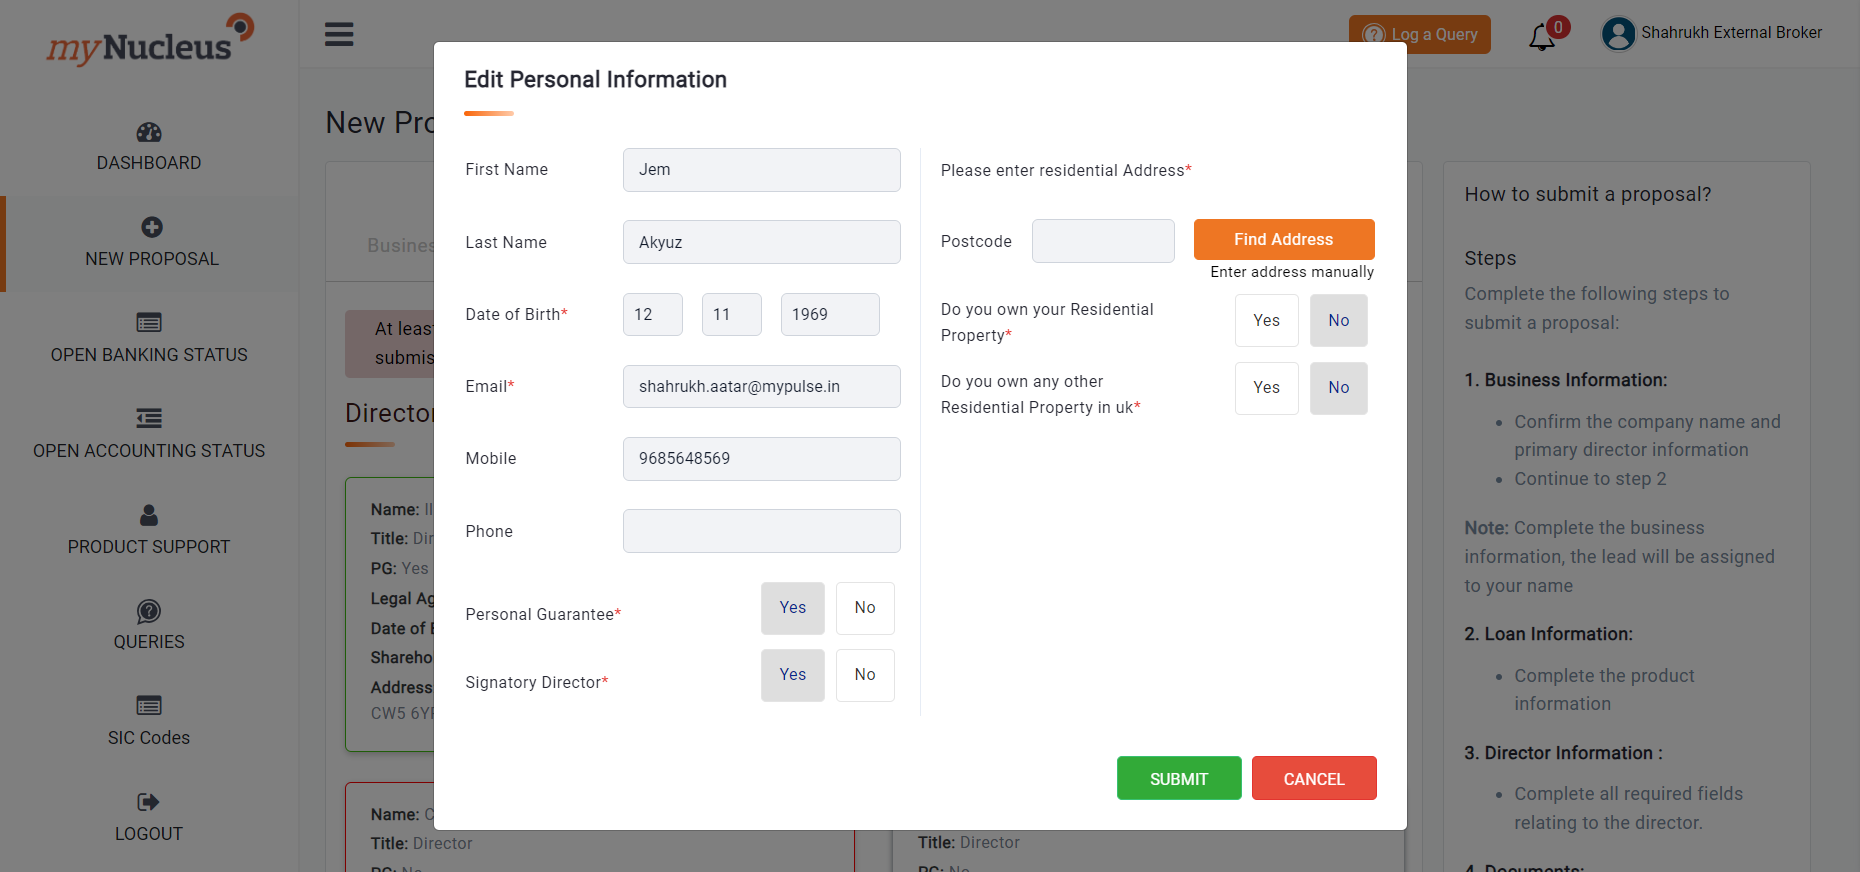 myNucleus
DASHBOARD
NEW PROPOSAL
OPEN BANKING STATUS
OPEN ACCOUNTING STATUS
PRODUCT SUPPORT
QUERIES
SIC Codes
LOGOUT
Log a Query
0
Shahrukh External Broker
New Pro
Busines
At leas
submis
Director
Name: Il
Title: Dir
PG: Yes
Legal Ag
Date of B
Shareho
Address
CW5 6Y
Name: C
Title: Director
PG: No
Title: Director
PG: No
Edit Personal Information
First Name
Jem
Last Name
Akyuz
Date of Birth*
12 11 1969
Email*
shahrukh.aatar@mypulse.in
Mobile
9685648569
Phone
Personal Guarantee*
Yes No
Signatory Director*
Yes No
Please enter residential Address*
Postcode
Find Address
Enter address manually
Do you own your Residential
Property*
Yes No
Do you own any other
Residential Property in uk*
Yes No
SUBMIT
CANCEL
How to submit a proposal?
Steps
Complete the following steps to
submit a proposal:
1. Business Information:
• Confirm the company name and
primary director information
• Continue to step 2
Note: Complete the business
information, the lead will be assigned
to your name
2. Loan Information:
• Complete the product
information
3. Director Information :
• Complete all required fields
relating to the director.
4. Documents: